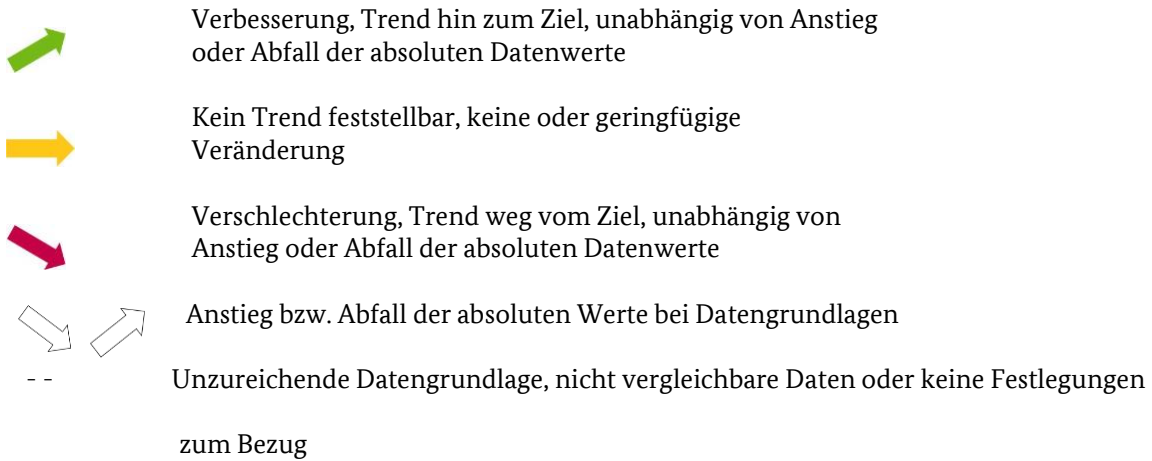 Verbesserung, Trend hin zum Ziel, unabhängig von Anstieg
oder Abfall der absoluten Datenwerte
Kein Trend feststellbar, keine oder geringfügige
Veränderung
Verschlechterung, Trend weg vom Ziel, unabhängig von
Anstieg oder Abfall der absoluten Datenwerte
Anstieg bzw. Abfall der absoluten Werte bei Datengrundlagen
- - Unzureichende Datengrundlage, nicht vergleichbare Daten oder keine Festlegungen
zum Bezug